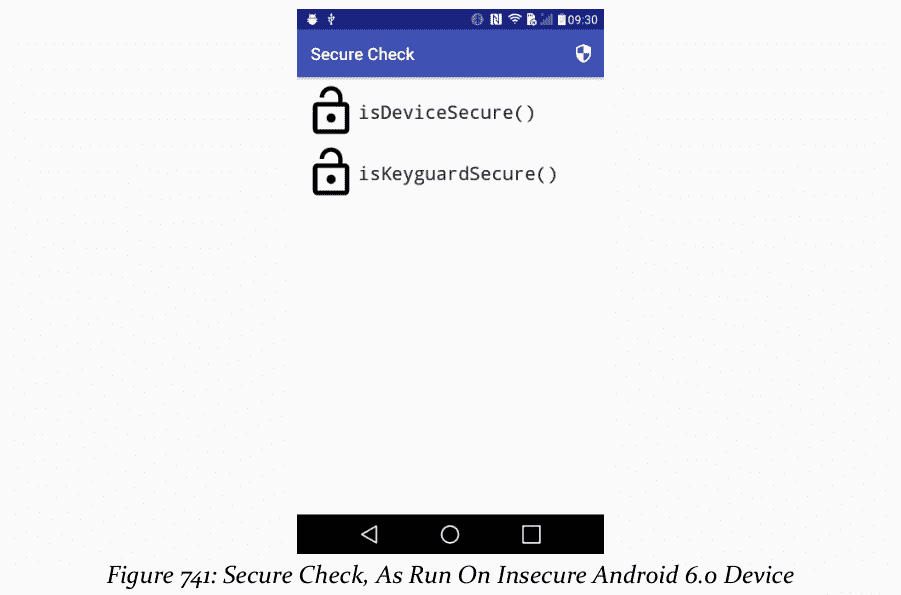 09:30
Secure Check
isDeviceSecure()
isKeyguardSecure()
Figure 741: Secure Check, As Run On Insecure Android 6.0 Device